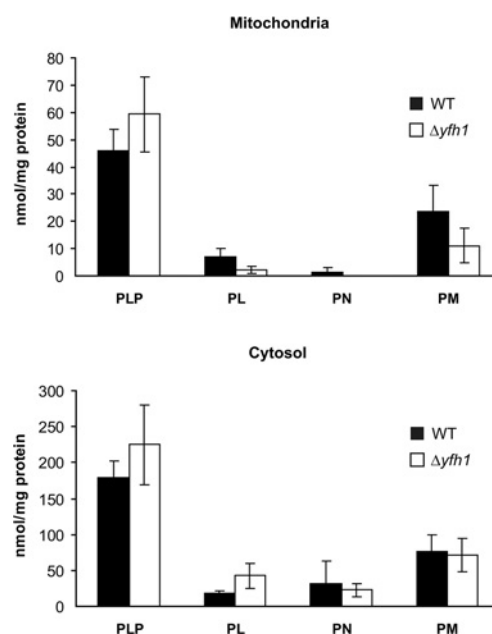 Mitochondria
nmol/mg protein
80
70
60
50
40
30
20
10
0
WT
Δyfh1
PLP PL PN PM
Cytosol
nmol/mg protein
300
250
200
150
100
50
0
WT
Δyfh1
PLP PL PN PM